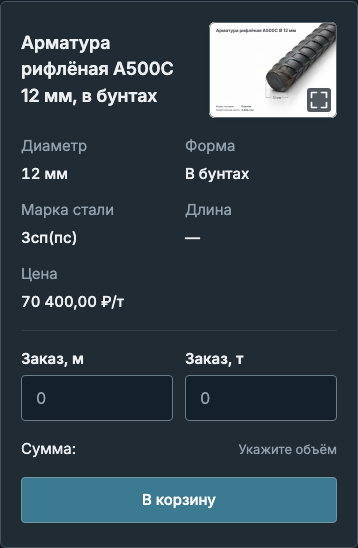 Арматура
рифлёная А500С
12 мм, в бунтах
Арматура рифлёная А500С Ø 12 мм
Диаметр
Форма
12 мм
В бунтах
Марка стали
Длина
3сп(пс)
—
Цена
70 400,00 ₽/т
Заказ, м
Заказ, т
0
0
Сумма:
Укажите объём
В корзину